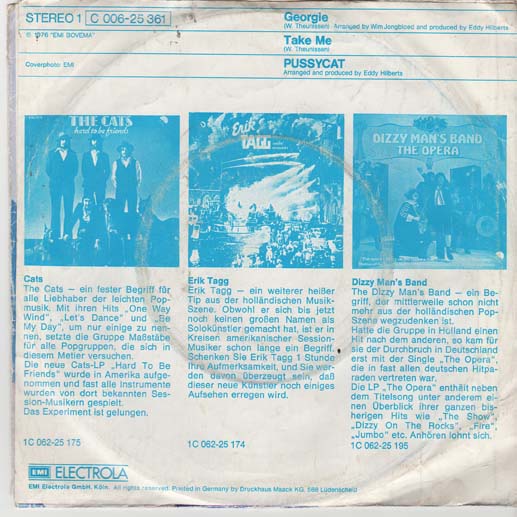 STEREO 1 C 006-25 361
℗ 1976 "EMI BOVEMA"
Coverphoto: EMI
Georgie
(W. Theunissen) Arranged by Wim Jongbloed and produced by Eddy Hilberts
Take Me
(W. Theunissen)
PUSSYCAT
Arranged and produced by Eddy Hilberts
THE CATS
hard to be friends
Erik
TAGG
DIZZY MAN'S BAND
THE OPERA
Cats
The Cats — ein fester Begriff für
alle Liebhaber der leichten Pop-
musik. Mit ihren Hits „One Way
Wind", „Let's Dance" und „Be
My Day", um nur einige zu nen-
nen, setzte die Gruppe Maßstäbe
für alle Popgruppen, die sich in
diesem Metier versuchen.
Die neue Cats-LP „Hard To Be
Friends" wurde in Amerika aufge-
nommen und fast alle Instrumente
wurden von dort bekannten Ses-
sion-Musikern gespielt.
Das Experiment ist gelungen.
1C 062-25 175
Erik Tagg
Erik Tagg — ein weiterer heißer
Tip aus der holländischen Musik-
Szene. Obwohl er sich bis jetzt
noch keinen großen Namen als
Solokünstler gemacht hat, ist er in
Kreisen amerikanischer Session-
Musiker schon lange ein Begriff.
Schenken Sie Erik Tagg 1 Stunde
Ihre Aufmerksamkeit, und Sie wer-
den davon überzeugt sein, daß
dieser neue Künstler noch einiges
Aufsehen erregen wird.
1C 062-25 174
Dizzy Man's Band
The Dizzy Man's Band — ein Be-
griff, der mittlerweile schon nicht
mehr aus der holländischen Pop-
Szene wegzudenken ist.
Hatte die Gruppe in Holland einen
Hit nach dem anderen, so kam für
sie der Durchbruch in Deutschland
erst mit der Single „The Opera",
die in fast allen deutschen Hitpa-
raden vertreten war.
Die LP „The Opera" enthält neben
dem Titelsong unter anderem ei-
nen Überblick ihrer ganzen bis-
herigen Hits wie „The Show",
„Dizzy On The Rocks", „Fire",
„Jumbo" etc. Anhören lohnt sich.
1C 062-25 195
EMI ELECTROLA
EMI Electrola GmbH, Köln. All rights reserved. Printed in Germany by Druckhaus Maack KG, 588 Lüdenscheid